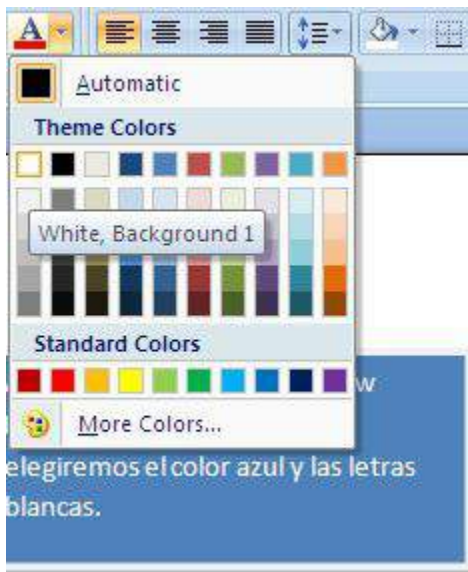 A
Automatic
Theme Colors
White, Background 1
Standard Colors
More Colors...
w
elegiremos el color azul y las letras
blancas.